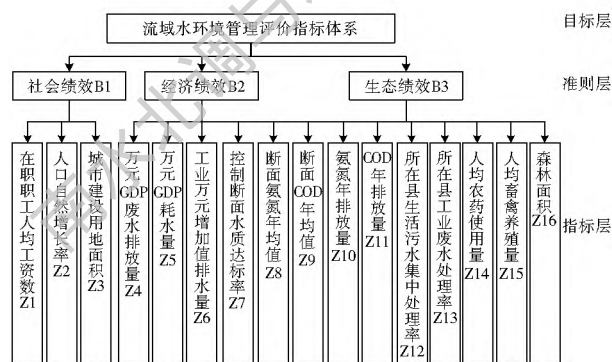 流域水环境管理评价指标体系
目标层
社会绩效B1
经济绩效B2
生态绩效B3
准则层
在职职工人均工资数Z1
人口自然增长率Z2
城市建设用地面积Z3
万元GDP废水排放量Z4
万元GDP耗水量Z5
工业万元增加值排水量Z6
控制断面水质达标率Z7
断面氨氮年均值Z8
断面COD年均值Z9
氨氮年排放量Z10
COD年排放量Z11
所在县生活污水集中处理率Z12
所在县工业废水处理率Z13
人均农药使用量Z14
人均畜禽养殖量Z15
森林面积Z16
指标层
南水北调与